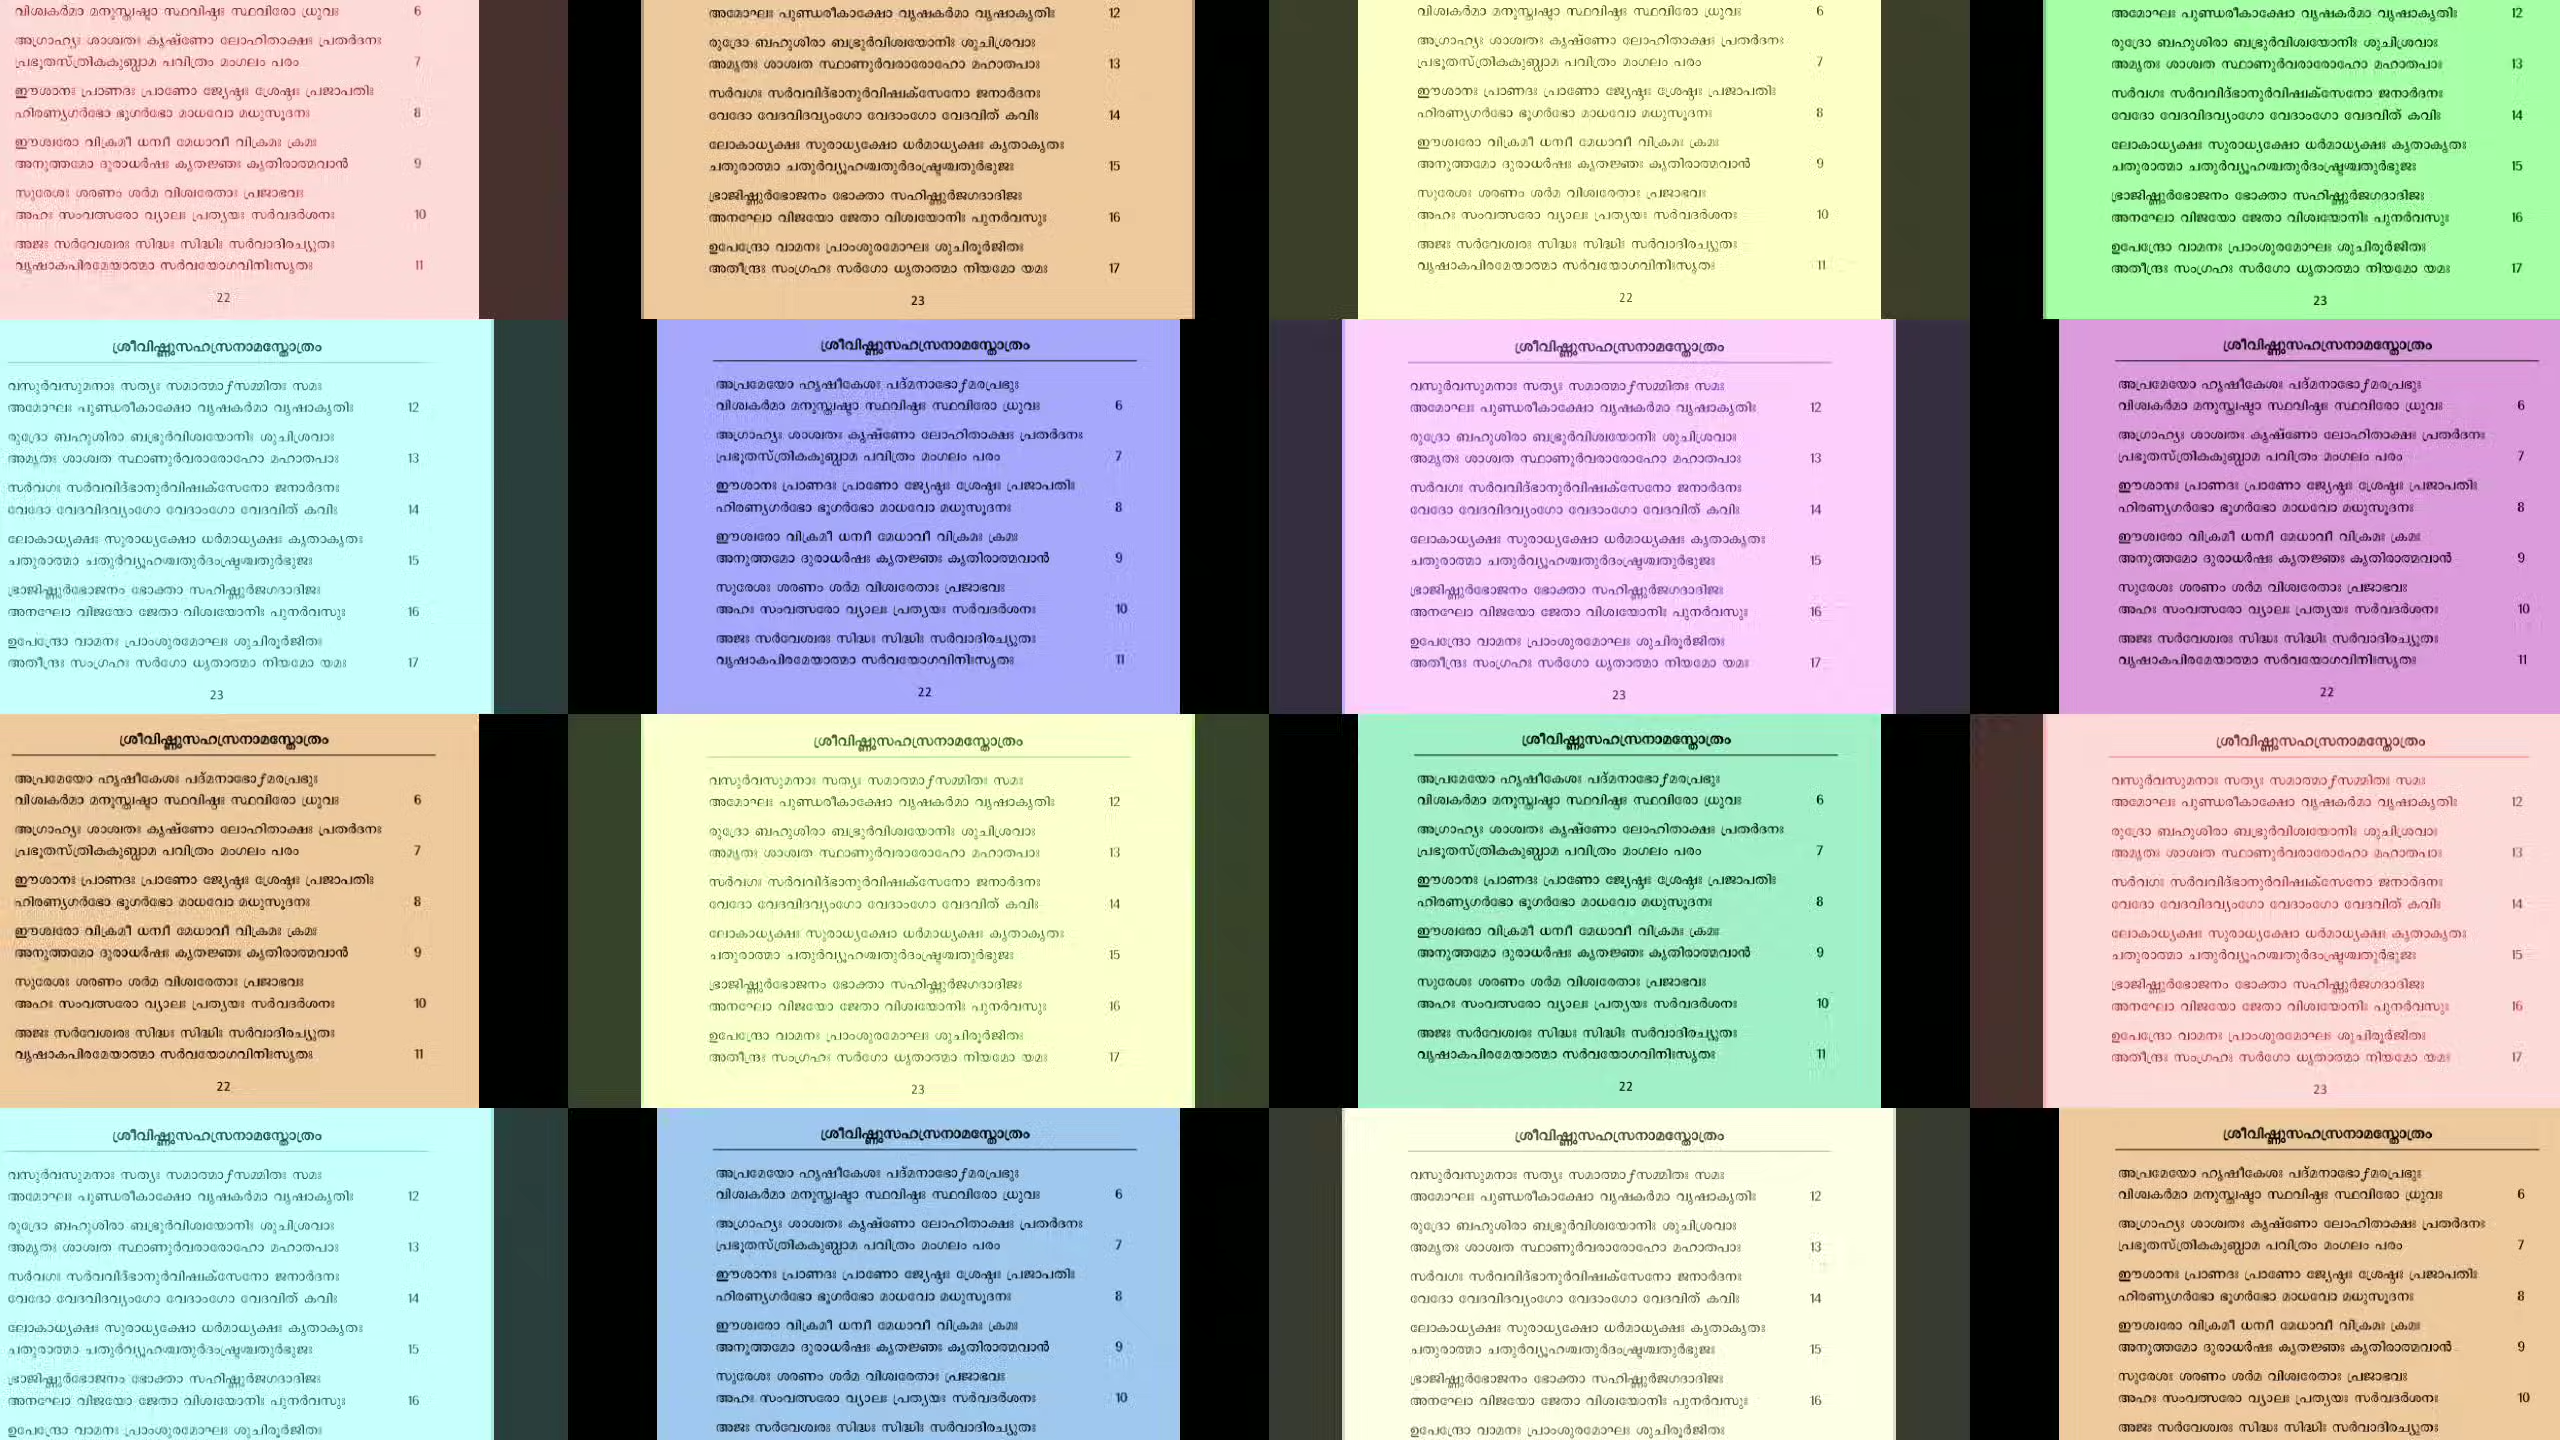 ശ്രീവിഷ്ണുസഹസ്രനാമസ്തോത്രം
അപ്രമേയോ ഹൃഷീകേശഃ പദ്മനാഭോƒമരപ്രഭുഃ
വിശ്വകർമാ മനുസ്ത്വഷ്ടാ സ്ഥവിഷ്ഠഃ സ്ഥവിരോ ധ്രുവഃ 6
അഗ്രാഹ്യഃ ശാശ്വതഃ കൃഷ്ണോ ലോഹിതാക്ഷഃ പ്രതർദനഃ
പ്രഭൂതസ്ത്രികകുബ്ധാമ പവിത്രം മംഗലം പരം 7
ഈശാനഃ പ്രാണദഃ പ്രാണോ ജ്യേഷ്ഠഃ ശ്രേഷ്ഠഃ പ്രജാപതിഃ
ഹിരണ്യഗർഭോ ഭൂഗർഭോ മാധവോ മധുസൂദനഃ 8
ഈശ്വരോ വിക്രമീ ധന്വീ മേധാവീ വിക്രമഃ ക്രമഃ
അനുത്തമോ ദുരാധർഷഃ കൃതജ്ഞഃ കൃതിരാത്മവാൻ 9
സുരേശഃ ശരണം ശർമ വിശ്വരേതാഃ പ്രജാഭവഃ
അഹഃ സംവത്സരോ വ്യാലഃ പ്രത്യയഃ സർവദർശനഃ 10
അജഃ സർവേശ്വരഃ സിദ്ധഃ സിദ്ധിഃ സർവാദിരച്യുതഃ
വൃഷാകപിരമേയാത്മാ സർവയോഗവിനിഃസൃതഃ 11
22
ശ്രീവിഷ്ണുസഹസ്രനാമസ്തോത്രം
വസുർവസുമനാഃ സത്യഃ സമാത്മാƒസമ്മിതഃ സമഃ
അമോഘഃ പുണ്ഡരീകാക്ഷോ വൃഷകർമാ വൃഷാകൃതിഃ 12
രുദ്രോ ബഹുശിരാ ബഭ്രുർവിശ്വയോനിഃ ശുചിശ്രവാഃ
അമൃതഃ ശാശ്വത സ്ഥാണുർവരാരോഹോ മഹാതപാഃ 13
സർവഗഃ സർവവിദ്ഭാനുർവിഷ്വക്സേനോ ജനാർദനഃ
വേദോ വേദവിദവ്യംഗോ വേദാംഗോ വേദവിത് കവിഃ 14
ലോകാധ്യക്ഷഃ സുരാധ്യക്ഷോ ധർമാധ്യക്ഷഃ കൃതാകൃതഃ
ചതുരാത്മാ ചതുർവ്യൂഹശ്ചതുർദംഷ്ട്രശ്ചതുർഭുജഃ 15
ഭ്രാജിഷ്ണുർഭോജനം ഭോക്താ സഹിഷ്ണുർജഗദാദിജഃ
അനഘോ വിജയോ ജേതാ വിശ്വയോനിഃ പുനർവസുഃ 16
ഉപേന്ദ്രോ വാമനഃ പ്രാംശുരമോഘഃ ശുചിരൂർജിതഃ
അതീന്ദ്രഃ സംഗ്രഹഃ സർഗോ ധൃതാത്മാ നിയമോ യമഃ 17
23